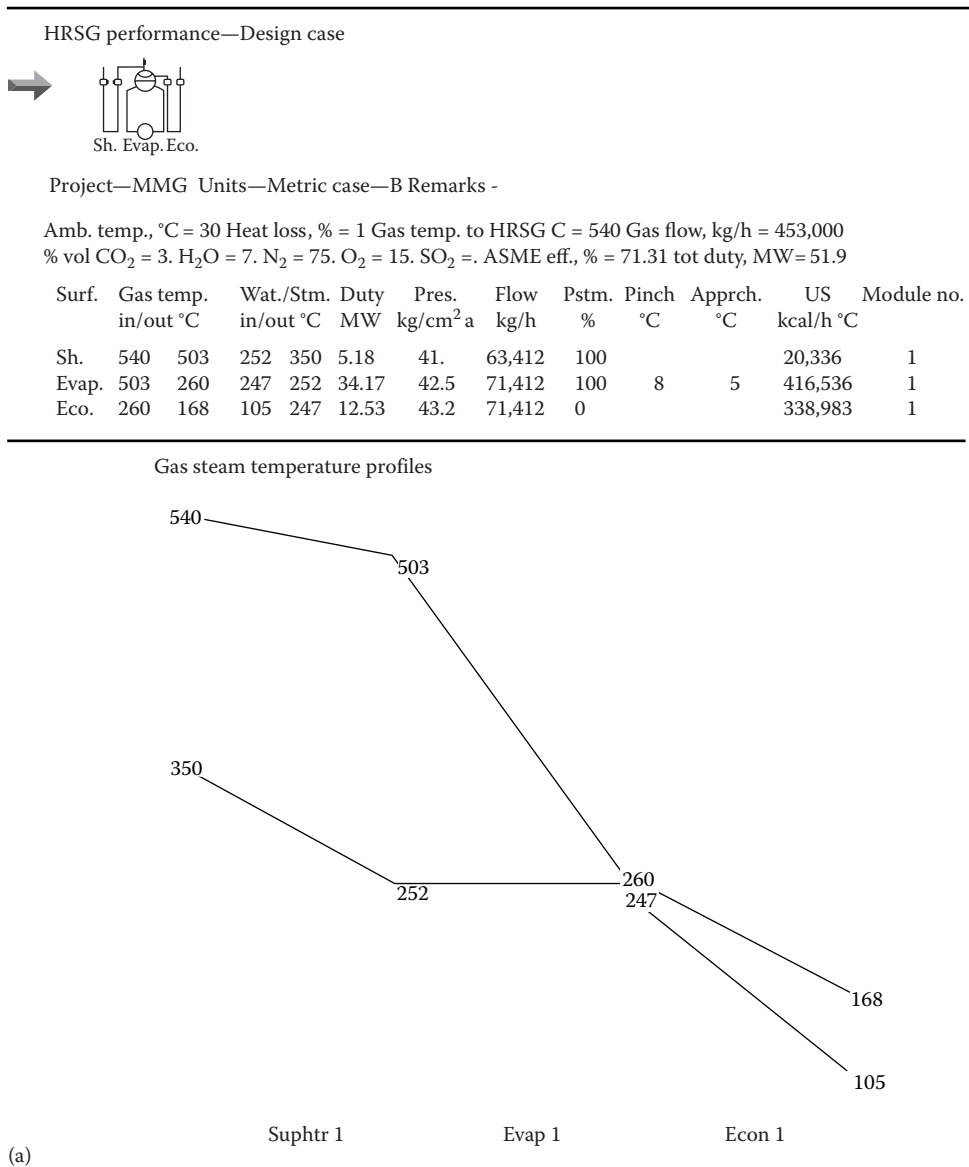 HRSG performance—Design case
Sh. Evap. Eco.
Project—MMG Units—Metric case—B Remarks -
Amb. temp., °C = 30 Heat loss, % = 1 Gas temp. to HRSG C = 540 Gas flow, kg/h = 453,000
% vol CO₂ = 3. H₂O = 7. N₂ = 75. O₂ = 15. SO₂ =. ASME eff., % = 71.31 tot duty, MW= 51.9
Surf. Gas temp. Wat./Stm. Duty Pres. Flow Pstm. Pinch Apprch. US Module no.
in/out °C in/out °C MW kg/cm² a kg/h % °C °C kcal/h °C
Sh. 540 503 252 350 5.18 41. 63,412 100 20,336 1
Evap. 503 260 247 252 34.17 42.5 71,412 100 8 5 416,536 1
Eco. 260 168 105 247 12.53 43.2 71,412 0 338,983 1
Gas steam temperature profiles
540
503
350
252
260
247
168
105
Suphtr 1 Evap 1 Econ 1
(a)